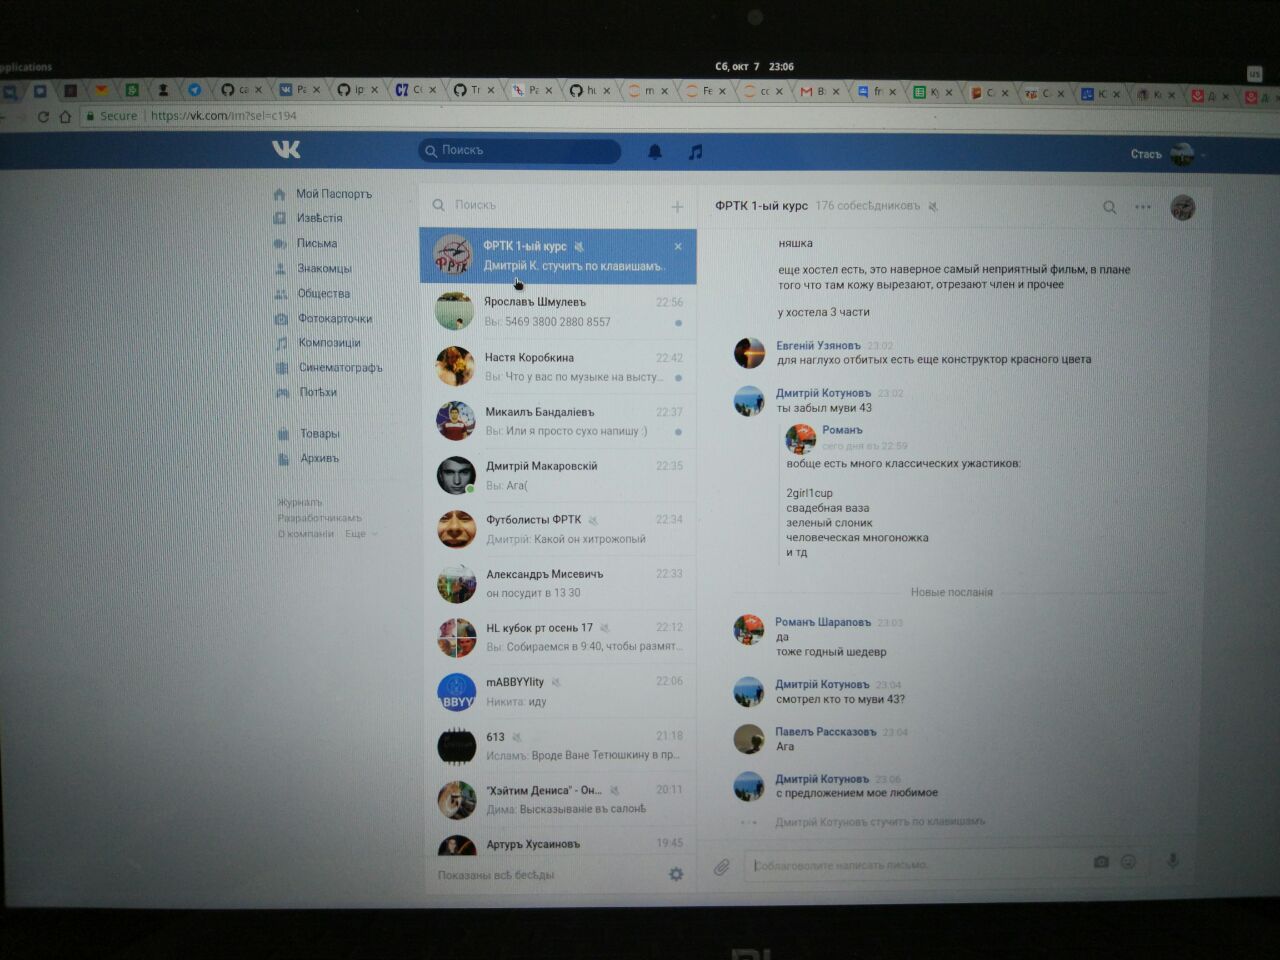 Applications
Сб, окт 7 23:06
us
Secure
https://vk.com/im?sel=c194
Поискъ
Стасъ
Мой Паспортъ
Извѣстія
Письма
Знакомцы
Общества
Фотокарточки
Композиціи
Синематографъ
Потѣхи
Товары
Архивъ
Журналъ
Разработчикамъ
О компаніи Еще
Поискъ
ФРТК 1-ый курс
Дмитрій К. стучитъ по клавишамъ..
Ярославъ Шмулевъ 22:56
Вы: 5469 3800 2880 8557
Настя Коробкина 22:42
Вы: Что у вас по музыке на высту...
Микаилъ Бандаліевъ 22:37
Вы: Или я просто сухо напишу :)
Дмитрій Макаровскій 22:35
Вы: Ага(
Футболисты ФРТК 22:34
Дмитрій: Какой он хитрожопый
Александръ Мисевичъ 22:33
он посудит в 13 30
HL кубок рт осень 17 22:12
Вы: Собираемся в 9:40, чтобы размят...
mABBYYlity 22:06
Никита: иду
613 21:18
Исламъ: Вроде Ване Тетюшкину в пр...
"Хэйтим Дениса" - Он... 20:11
Дима: Высказываніе въ салонѣ
Артуръ Хусаиновъ 19:45
Показаны всѣ бесѣды
ФРТК 1-ый курс 176 собесѣдниковъ
няшка
еще хостел есть, это наверное самый неприятный фильм, в плане
того что там кожу вырезают, отрезают член и прочее
у хостела 3 части
Евгеній Узяновъ 23:02
для наглухо отбитых есть еще конструктор красного цвета
Дмитрій Котуновъ 23:02
ты забыл муви 43
Романъ
сего дня въ 22:59
вобще есть много классических ужастиков:
2girl1cup
свадебная ваза
зеленый слоник
человеческая многоножка
и тд
Новые посланія
Романъ Шараповъ 23:03
да
тоже годный шедевр
Дмитрій Котуновъ 23:04
смотрел кто то муви 43?
Павелъ Рассказовъ 23:04
Ага
Дмитрій Котуновъ 23:06
с предложением мое любимое
Дмитрій Котуновъ стучитъ по клавишамъ
Соблаговолите написать письмо..